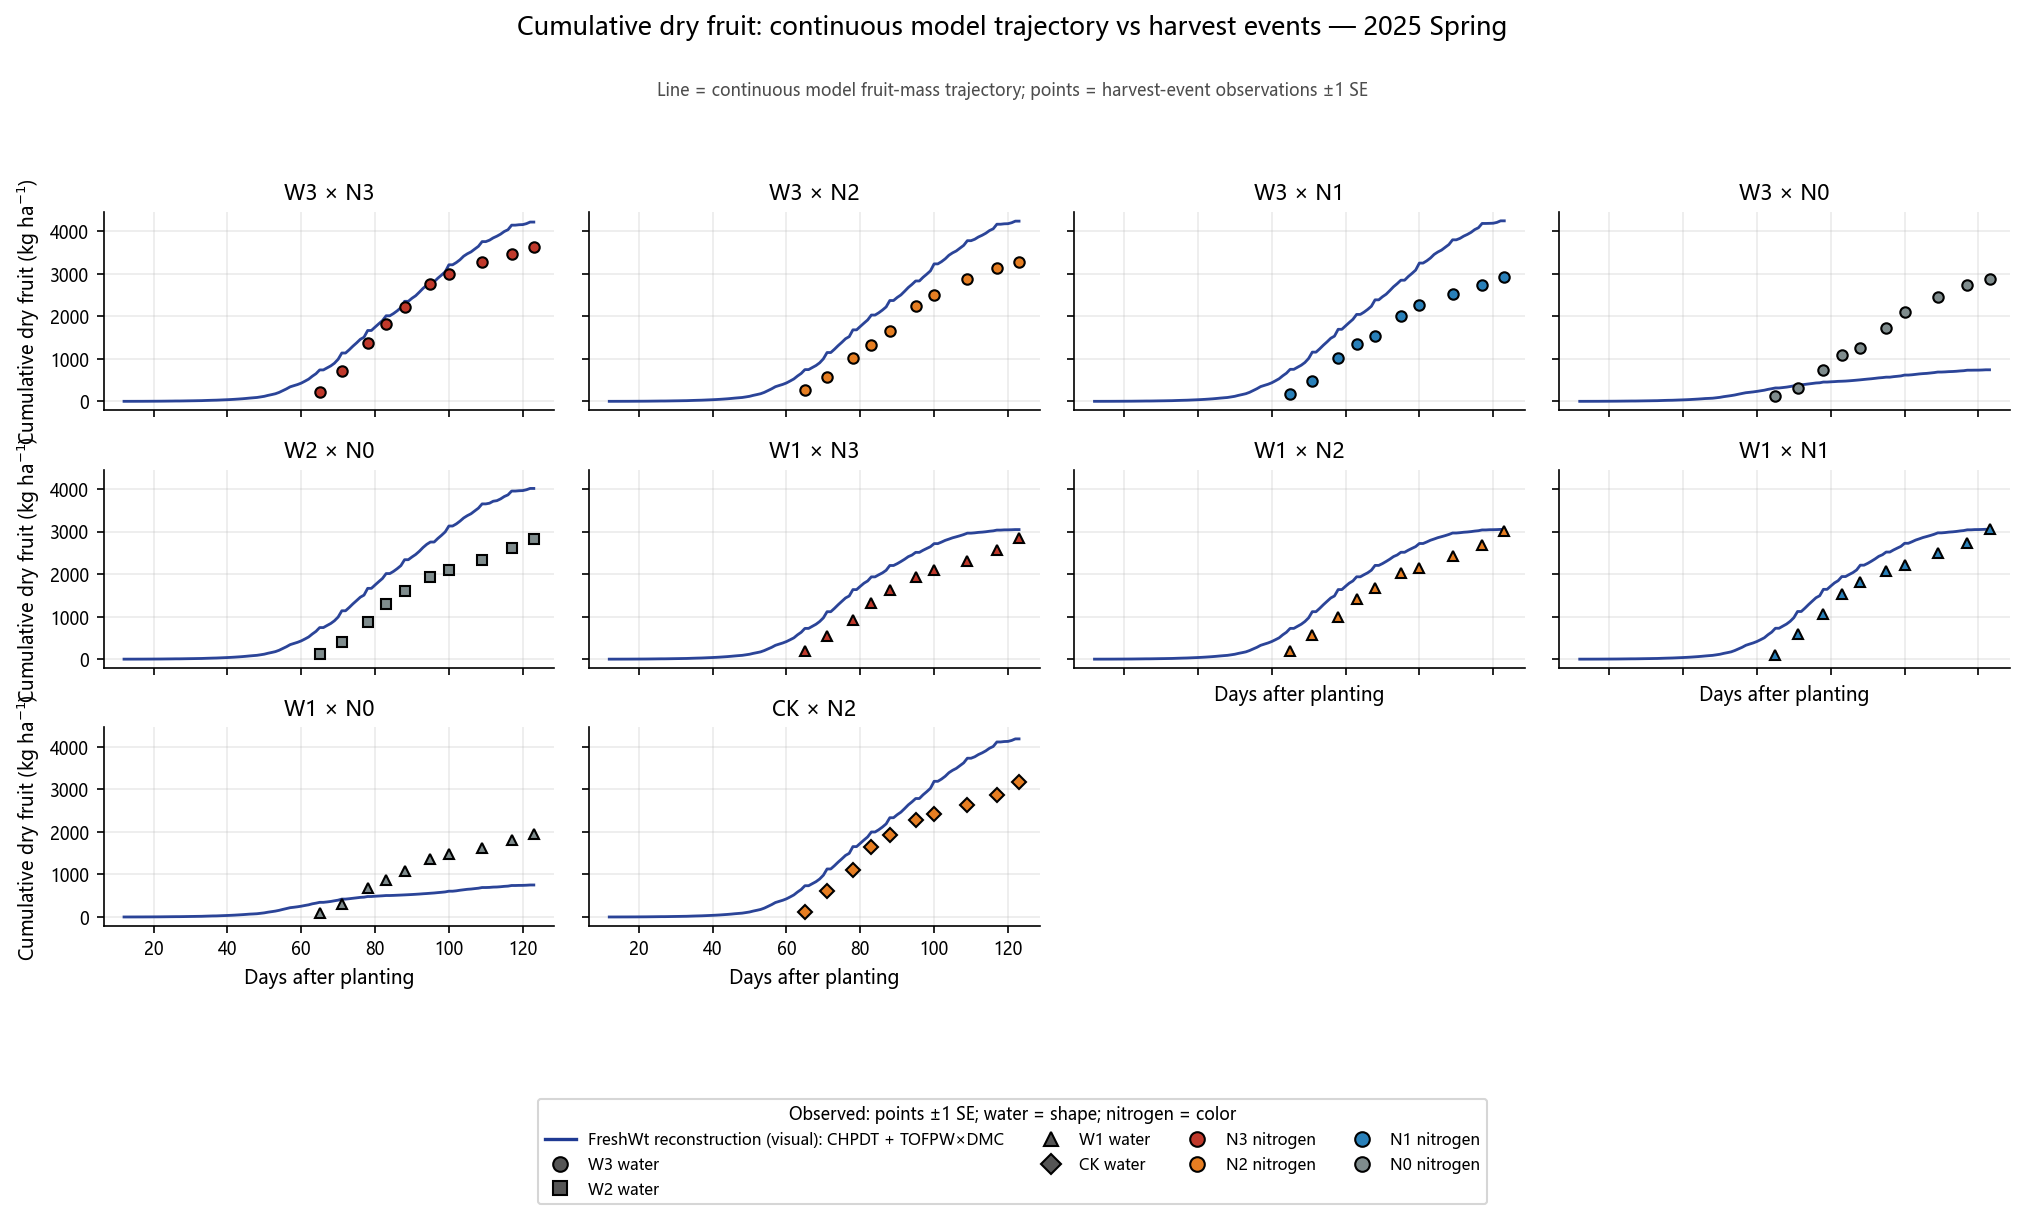 Cumulative dry fruit: continuous model trajectory vs harvest events — 2025 Spring
Line = continuous model fruit-mass trajectory; points = harvest-event observations ±1 SE
W3 × N3
W3 × N2
W3 × N1
W3 × N0
Cumulative dry fruit (kg ha⁻¹)
4000
3000
2000
1000
0
W2 × N0
W1 × N3
W1 × N2
W1 × N1
Cumulative dry fruit (kg ha⁻¹)
4000
3000
2000
1000
0
Days after planting
Days after planting
W1 × N0
CK × N2
Cumulative dry fruit (kg ha⁻¹)
4000
3000
2000
1000
0
20 40 60 80 100 120
20 40 60 80 100 120
Days after planting
Days after planting
Observed: points ±1 SE; water = shape; nitrogen = color
FreshWt reconstruction (visual): CHPDT + TOFPW×DMC
W3 water
W2 water
W1 water
CK water
N3 nitrogen
N2 nitrogen
N1 nitrogen
N0 nitrogen